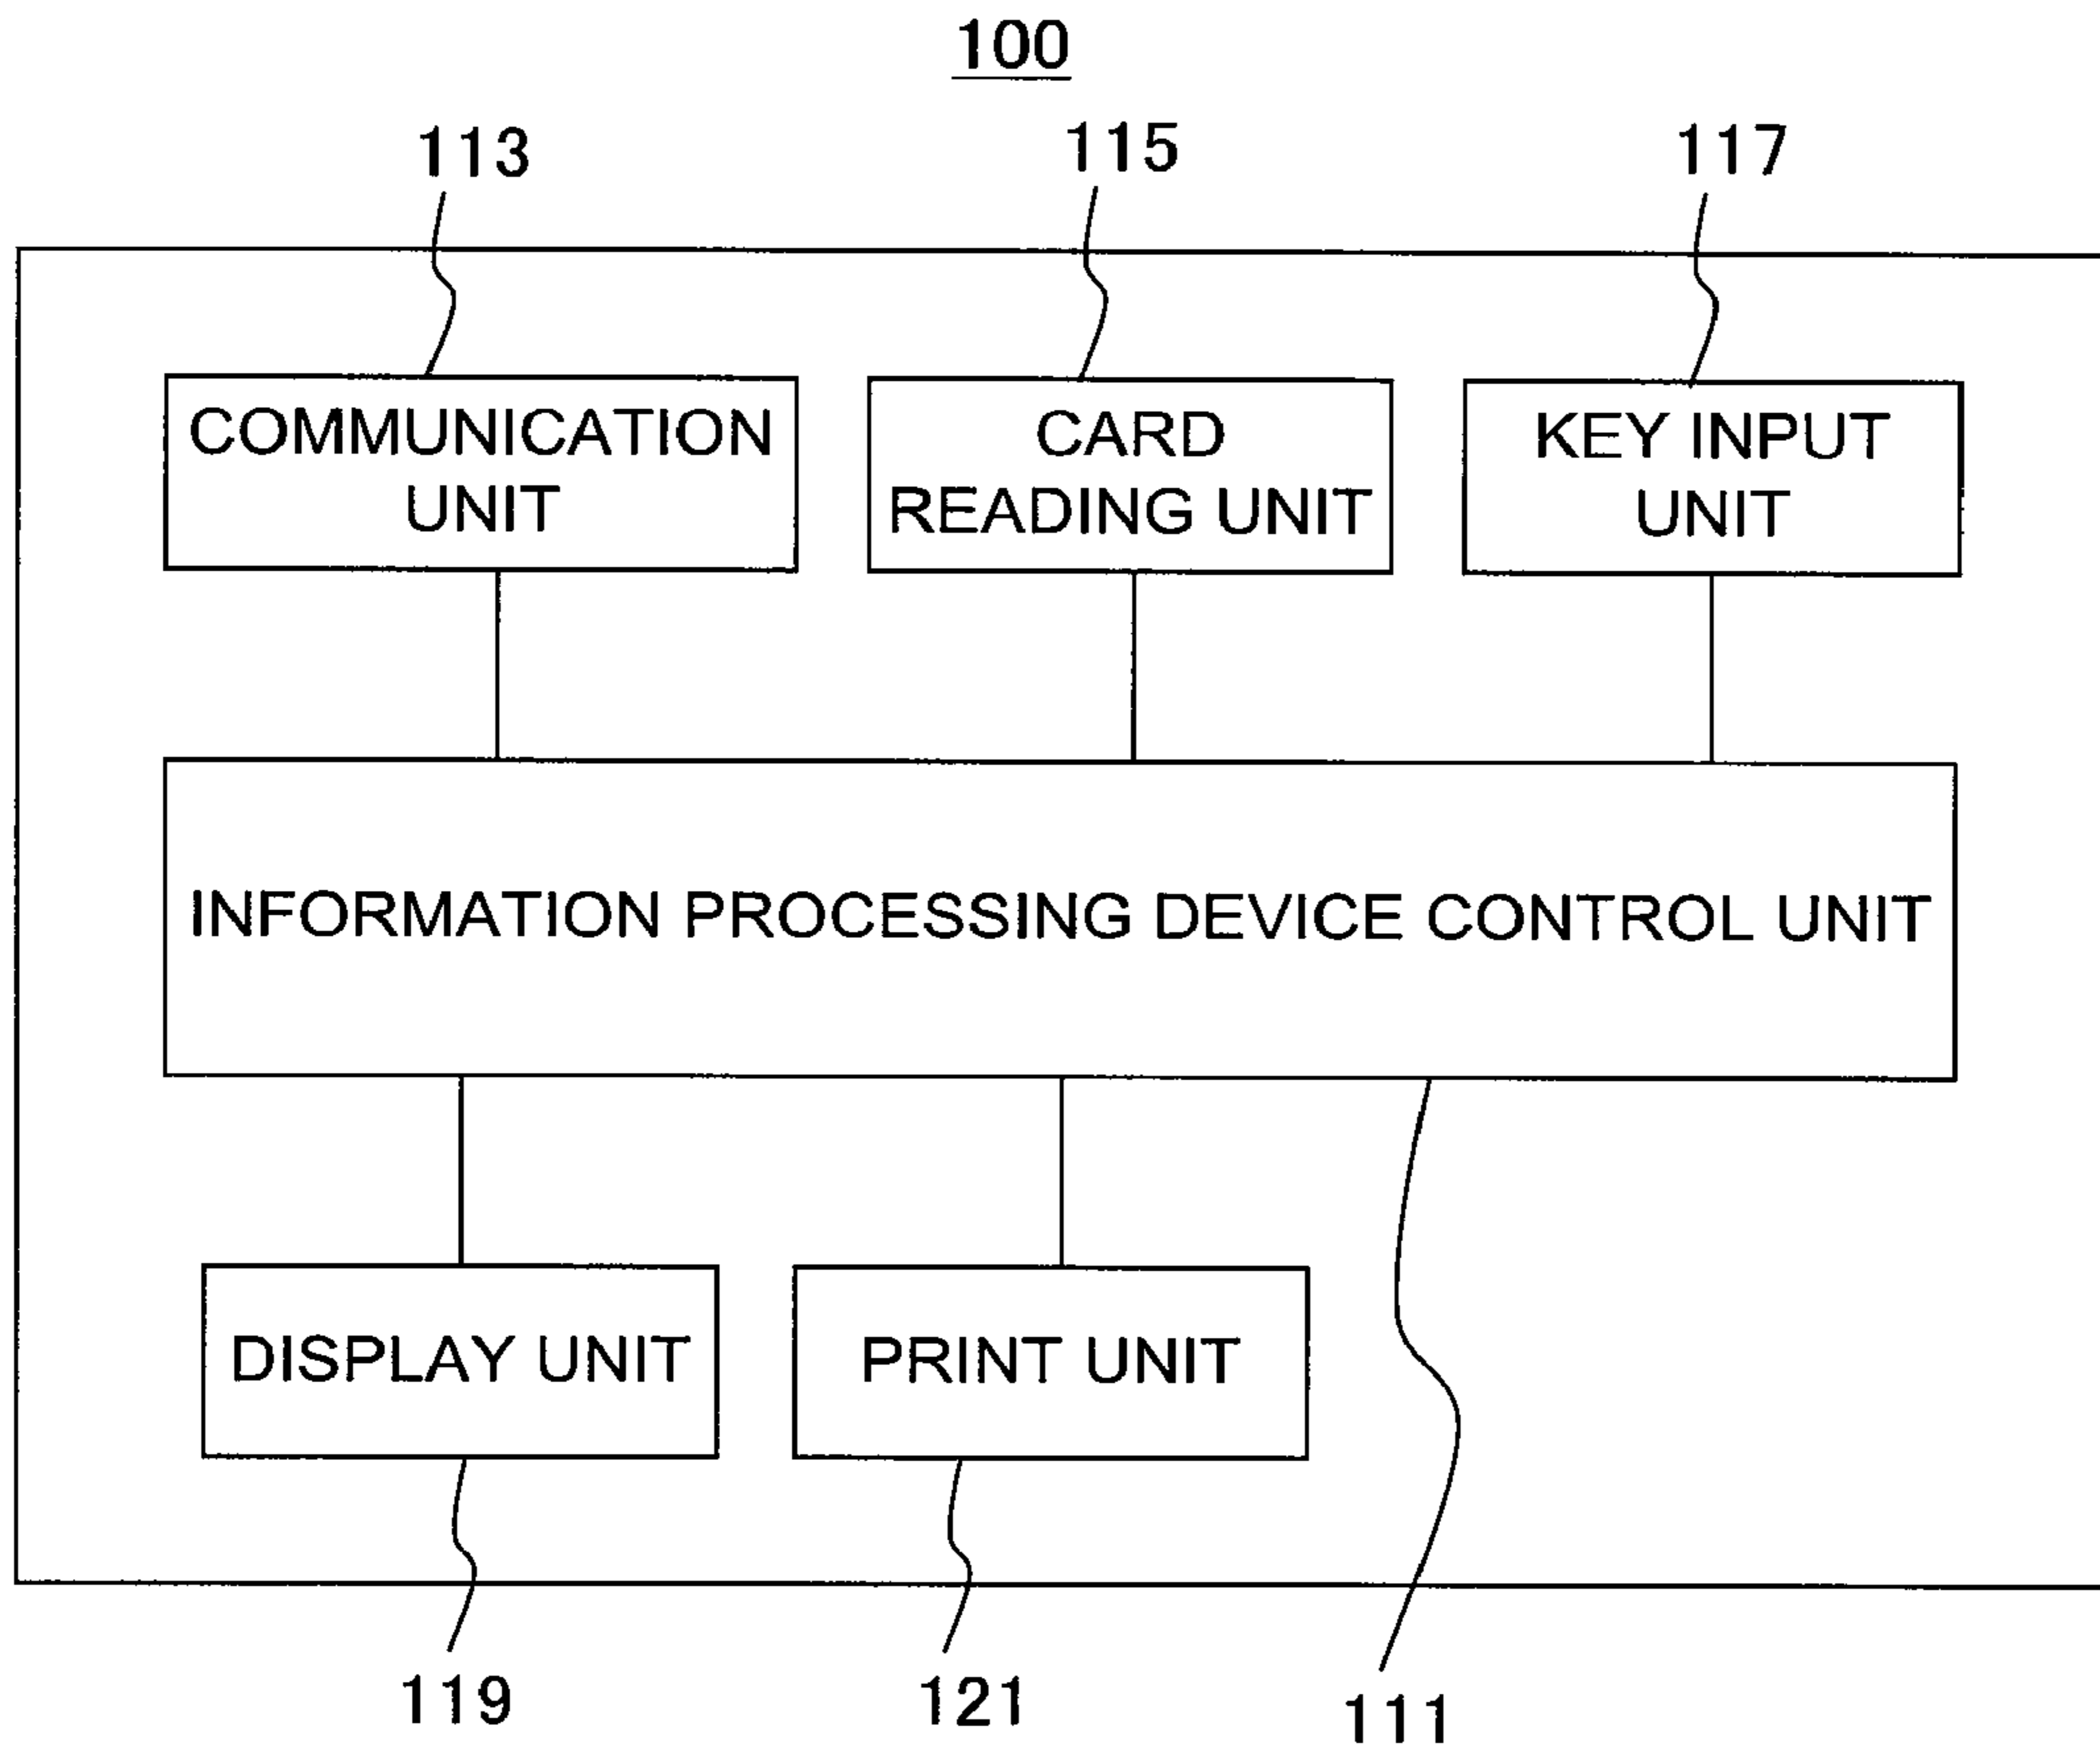 100
113
115
117
COMMUNICATION
UNIT
CARD
READING UNIT
KEY INPUT
UNIT
INFORMATION PROCESSING DEVICE CONTROL UNIT
DISPLAY UNIT
PRINT UNIT
119
121
111